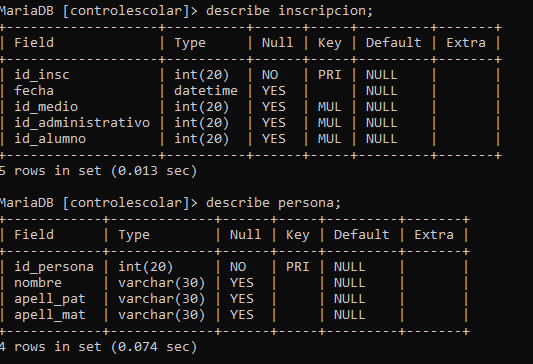 MariaDB [controlescolar]> describe inscripcion;
+-------------------+----------+------+-----+---------+-------+
| Field             | Type     | Null | Key | Default | Extra |
+-------------------+----------+------+-----+---------+-------+
| id_insc           | int(20)  | NO   | PRI | NULL    |       |
| fecha             | datetime | YES  |     | NULL    |       |
| id_medio          | int(20)  | YES  | MUL | NULL    |       |
| id_administrativo | int(20)  | YES  | MUL | NULL    |       |
| id_alumno         | int(20)  | YES  | MUL | NULL    |       |
+-------------------+----------+------+-----+---------+-------+
5 rows in set (0.013 sec)
MariaDB [controlescolar]> describe persona;
+------------+-------------+------+-----+---------+-------+
| Field      | Type        | Null | Key | Default | Extra |
+------------+-------------+------+-----+---------+-------+
| id_persona | int(20)     | NO   | PRI | NULL    |       |
| nombre     | varchar(30) | YES  |     | NULL    |       |
| apell_pat  | varchar(30) | YES  |     | NULL    |       |
| apell_mat  | varchar(30) | YES  |     | NULL    |       |
+------------+-------------+------+-----+---------+-------+
4 rows in set (0.074 sec)